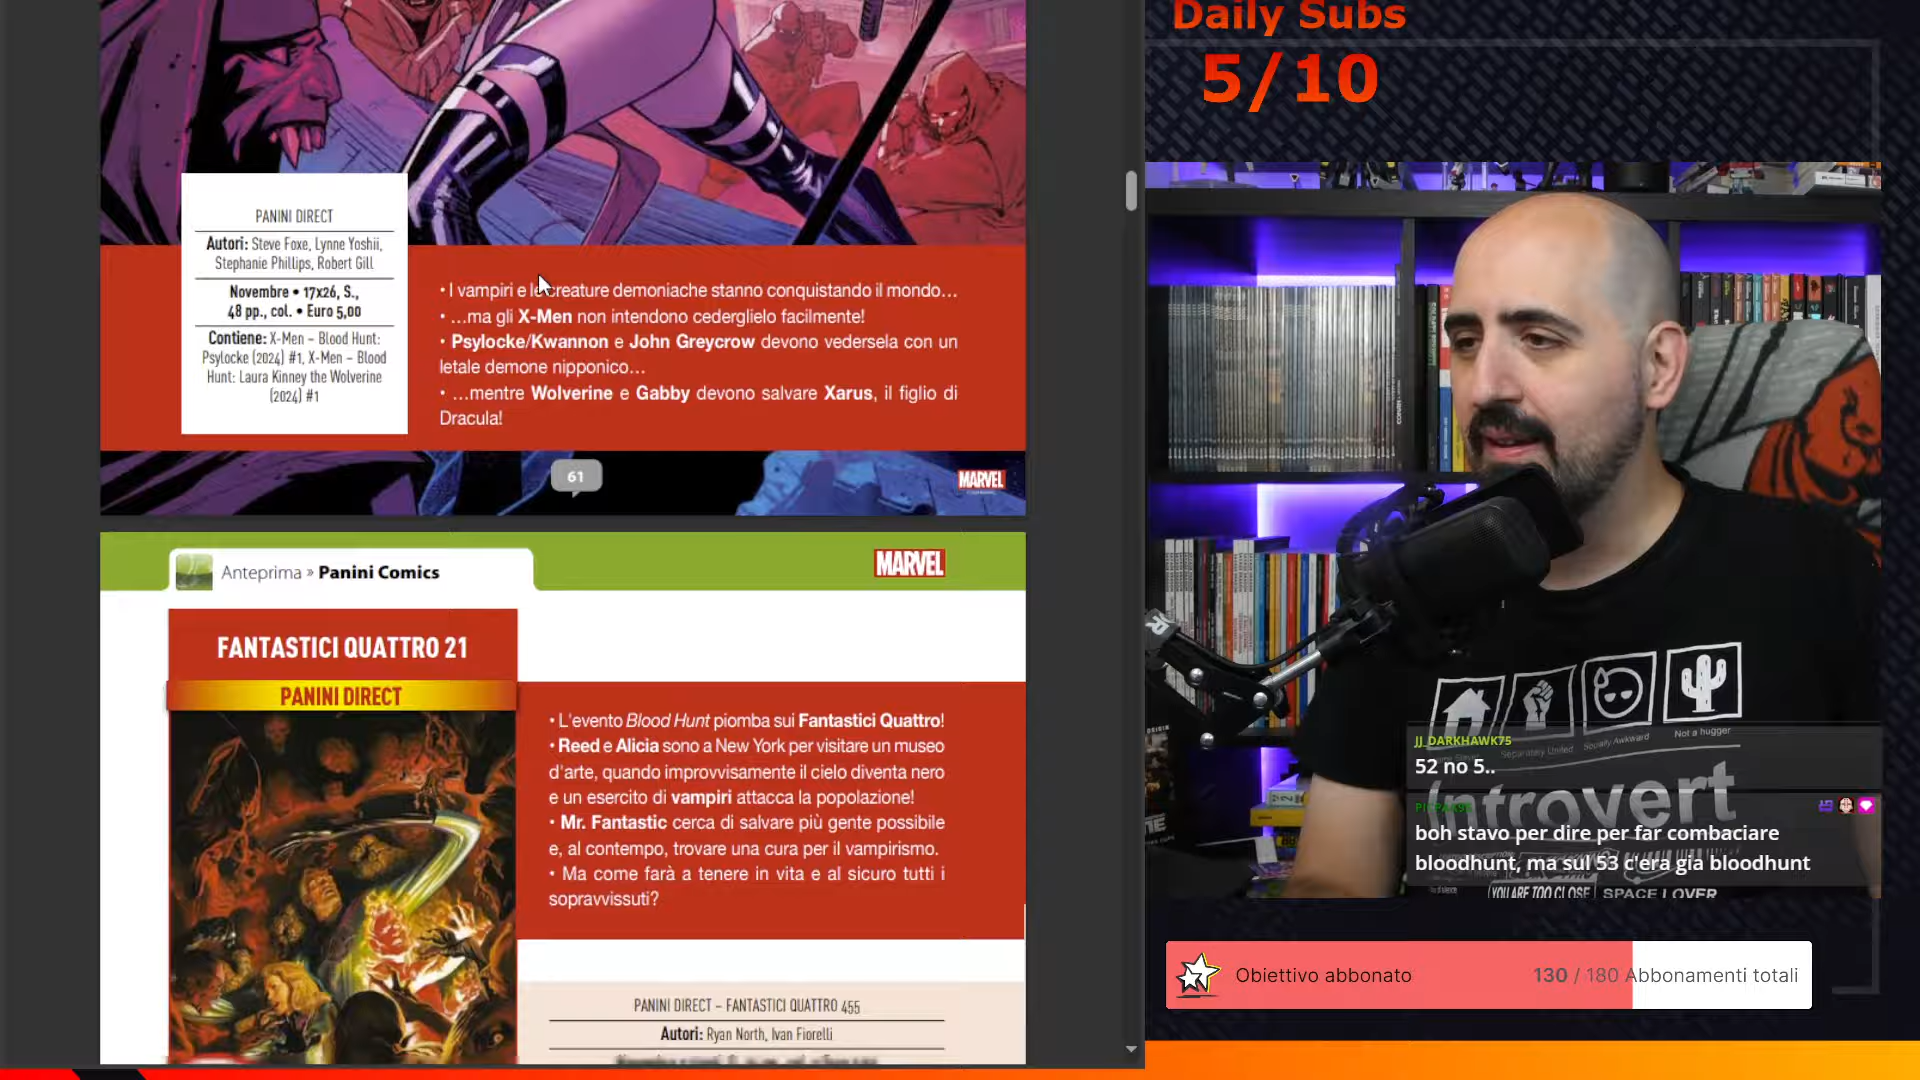 PANINI DIRECT
Autori: Steve Foxe, Lynne Yoshii,
Stephanie Phillips, Robert Gill
Novembre • 17x26, S.,
48 pp., col. • Euro 5,00
Contiene: X-Men – Blood Hunt:
Psylocke (2024) #1, X-Men – Blood
Hunt: Laura Kinney the Wolverine
(2024) #1
• I vampiri e le creature demoniache stanno conquistando il mondo…
• …ma gli X-Men non intendono cederglielo facilmente!
• Psylocke/Kwannon e John Greycrow devono vedersela con un
letale demone nipponico…
• …mentre Wolverine e Gabby devono salvare Xarus, il figlio di
Dracula!
61
MARVEL
Anteprima » Panini Comics
MARVEL
FANTASTICI QUATTRO 21
PANINI DIRECT
• L'evento Blood Hunt piomba sui Fantastici Quattro!
• Reed e Alicia sono a New York per visitare un museo
d'arte, quando improvvisamente il cielo diventa nero
e un esercito di vampiri attacca la popolazione!
• Mr. Fantastic cerca di salvare più gente possibile
e, al contempo, trovare una cura per il vampirismo.
• Ma come farà a tenere in vita e al sicuro tutti i
sopravvissuti?
PANINI DIRECT – FANTASTICI QUATTRO 455
Autori: Ryan North, Ivan Fiorelli
Daily Subs
5/10
Separately United
Socially Awkward
Not a hugger
Introvert
YOU ARE TOO CLOSE
SPACE LOVER
JJ_DARKHAWK75
52 no 5..
boh stavo per dire per far combaciare
bloodhunt, ma sul 53 c'era gia bloodhunt
Obiettivo abbonato
130 / 180 Abbonamenti totali